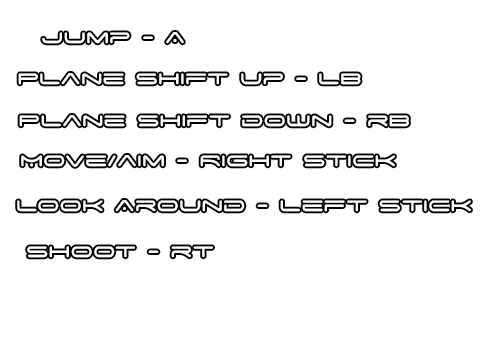 JUMP - A
PLANE SHIFT UP - LB
PLANE SHIFT DOWN - RB
MOVE/AIM - RIGHT STICK
LOOK AROUND - LEFT STICK
SHOOT - RT